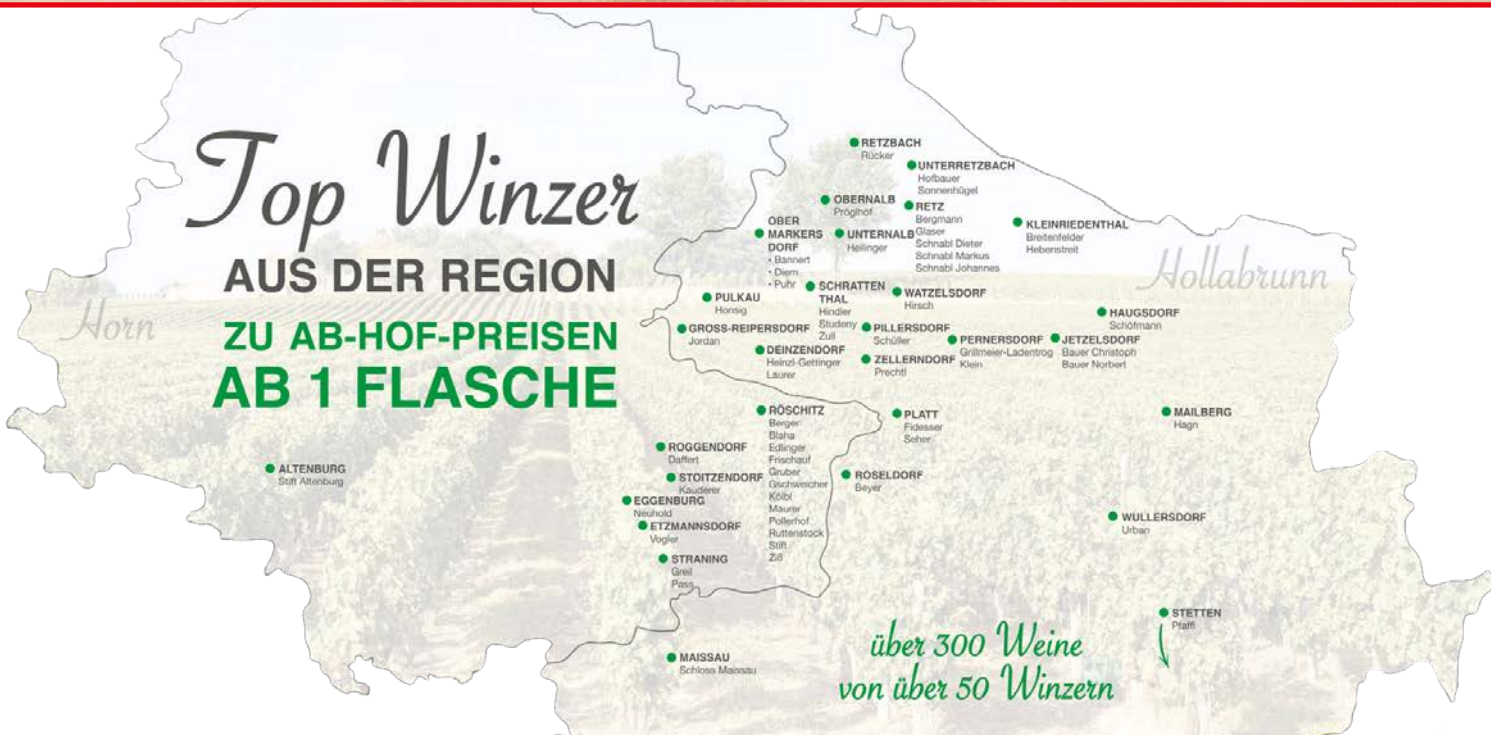 Top Winzer
AUS DER REGION
ZU AB-HOF-PREISEN
AB 1 FLASCHE
Horn
Hollabrunn
RETZBACH
Rücker
UNTERRETZBACH
Hofbauer
Sonnenhügel
OBERNALB
Pröglhof
RETZ
Bergmann
Glaser
Schnabl Dieter
Schnabl Markus
Schnabl Johannes
KLEINRIEDENTHAL
Breitenfelder
Hebenstreit
OBER
MARKERS
DORF
• Bannert
• Diem
• Puhr
UNTERNALB
Heilinger
PULKAU
Honsig
SCHRATTEN
THAL
Hindler
Studeny
Zull
WATZELSDORF
Hirsch
HAUGSDORF
Schöfmann
GROSS-REIPERSDORF
Jordan
PILLERSDORF
Schüller
PERNERSDORF
Grillmeier-Ladentrog
Klein
JETZELSDORF
Bauer Christoph
Bauer Norbert
DEINZENDORF
Heinzl-Gettinger
Laurer
ZELLERNDORF
Prechtl
RÖSCHITZ
Berger
Blaha
Edlinger
Frischauf
Gruber
Gschweicher
Kölbl
Maurer
Pollerhof
Ruttenstock
Stift
Ziß
PLATT
Fidesser
Seher
MAILBERG
Hagn
ROGGENDORF
Daffert
ALTENBURG
Stift Altenburg
STOITZENDORF
Kauderer
ROSELDORF
Beyer
EGGENBURG
Neuhold
ETZMANNSDORF
Vogler
WULLERSDORF
Urban
STRANING
Greil
Pass
STETTEN
Pfaffl
MAISSAU
Schloss Maissau
über 300 Weine
von über 50 Winzern